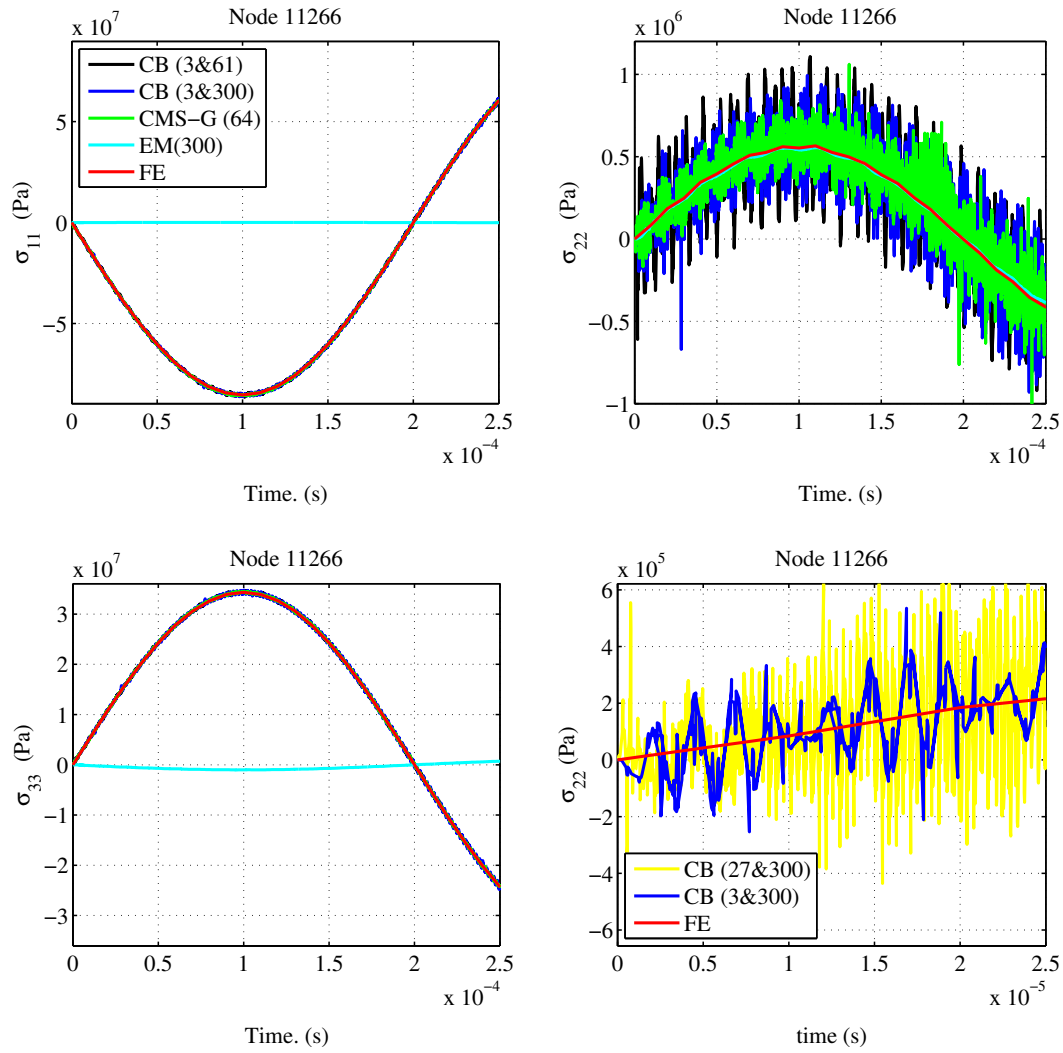 Node 11266
x 10^7
σ_11 (Pa)
5
0
−5
CB (3&61)
CB (3&300)
CMS−G (64)
EM(300)
FE
0 0.5 1 1.5 2 2.5
x 10^−4
Time. (s)
Node 11266
x 10^6
σ_22 (Pa)
1
0.5
0
−0.5
−1
0 0.5 1 1.5 2 2.5
x 10^−4
Time. (s)
Node 11266
x 10^7
σ_33 (Pa)
3
2
1
0
−1
−2
−3
0 0.5 1 1.5 2 2.5
x 10^−4
Time. (s)
Node 11266
x 10^5
σ_22 (Pa)
6
4
2
0
−2
−4
−6
CB (27&300)
CB (3&300)
FE
0 0.5 1 1.5 2 2.5
x 10^−5
time (s)